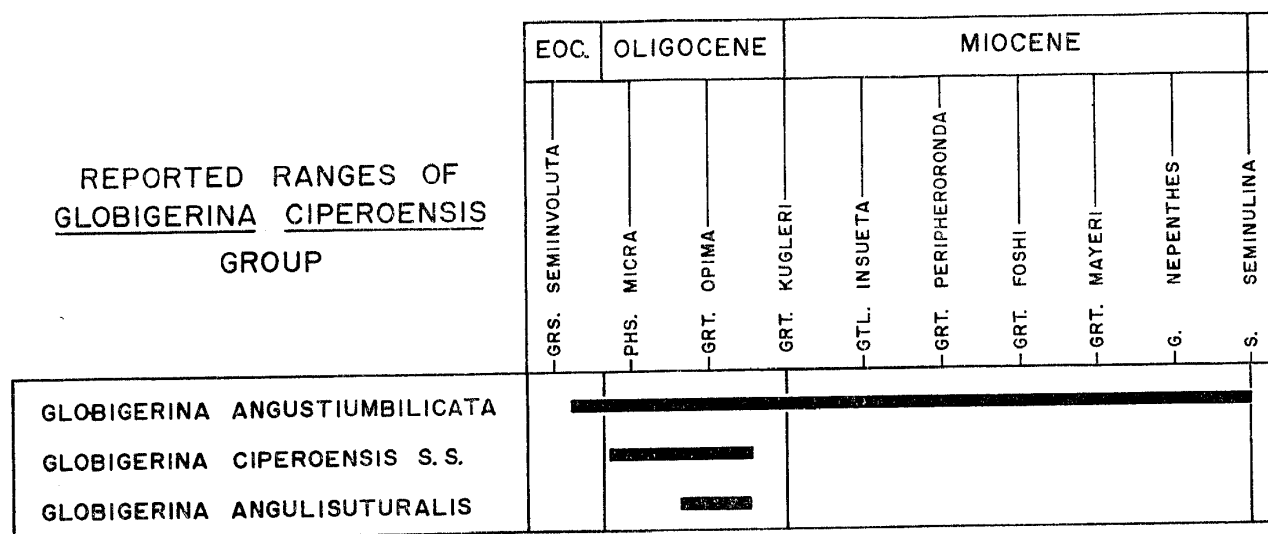 EOC. OLIGOCENE MIOCENE
REPORTED RANGES OF
GLOBIGERINA CIPEROENSIS
GROUP
GRS. SEMIINVOLUTA
PHS. MICRA
GRT. OPIMA
GRT. KUGLERI
GTL. INSUETA
GRT. PERIPHERORONDA
GRT. FOSHI
GRT. MAYERI
G. NEPENTHES
S. SEMINULINA
GLOBIGERINA ANGUSTIUMBILICATA
GLOBIGERINA CIPEROENSIS S.S.
GLOBIGERINA ANGULISUTURALIS